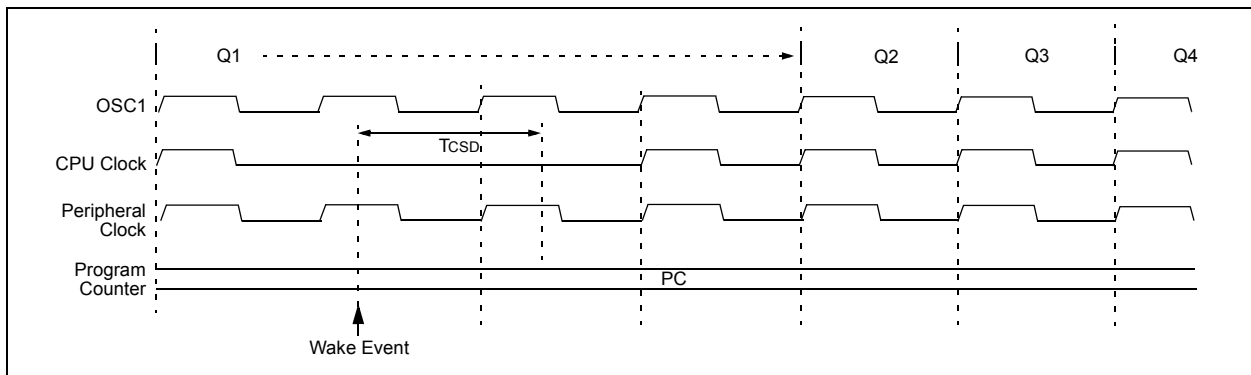 Q1 Q2 Q3 Q4
OSC1
TCSD
CPU Clock
Peripheral
Clock
Program
Counter
PC
Wake Event